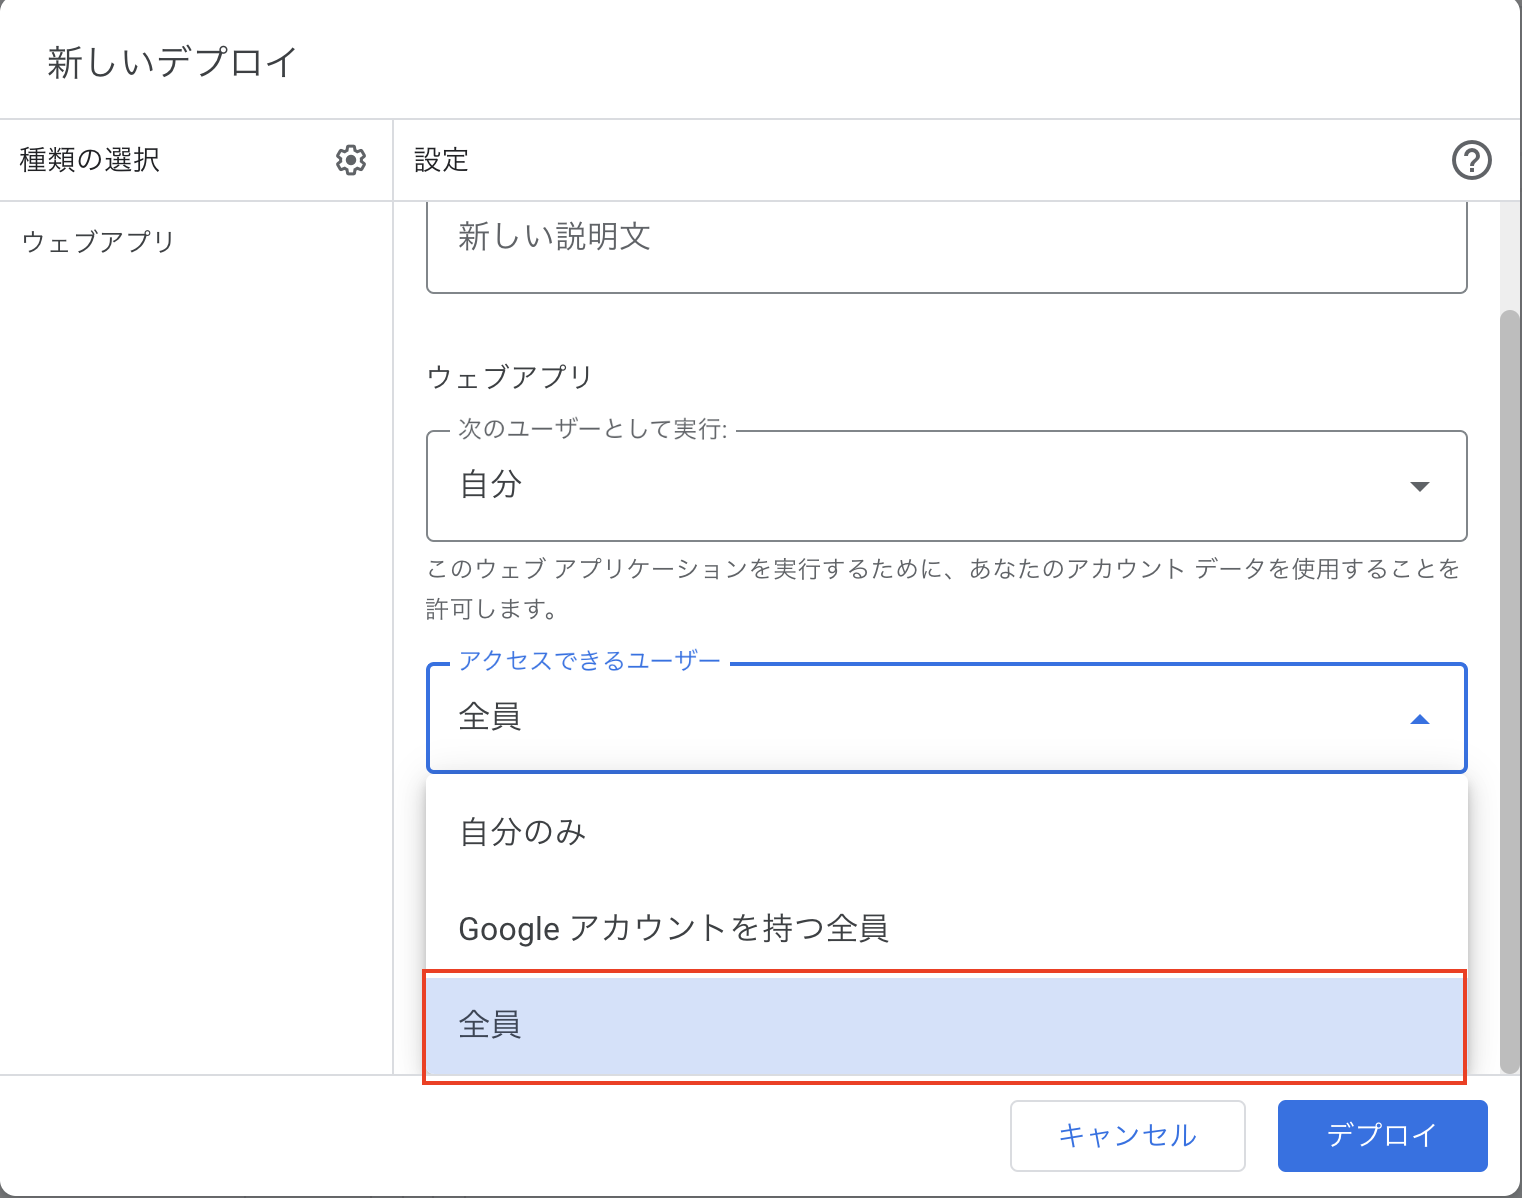 新しいデプロイ
種類の選択
設定
ウェブアプリ
新しい説明文
ウェブアプリ
次のユーザーとして実行:
自分
このウェブ アプリケーションを実行するために、あなたのアカウント データを使用することを
許可します。
アクセスできるユーザー
全員
自分のみ
Google アカウントを持つ全員
全員
キャンセル
デプロイ